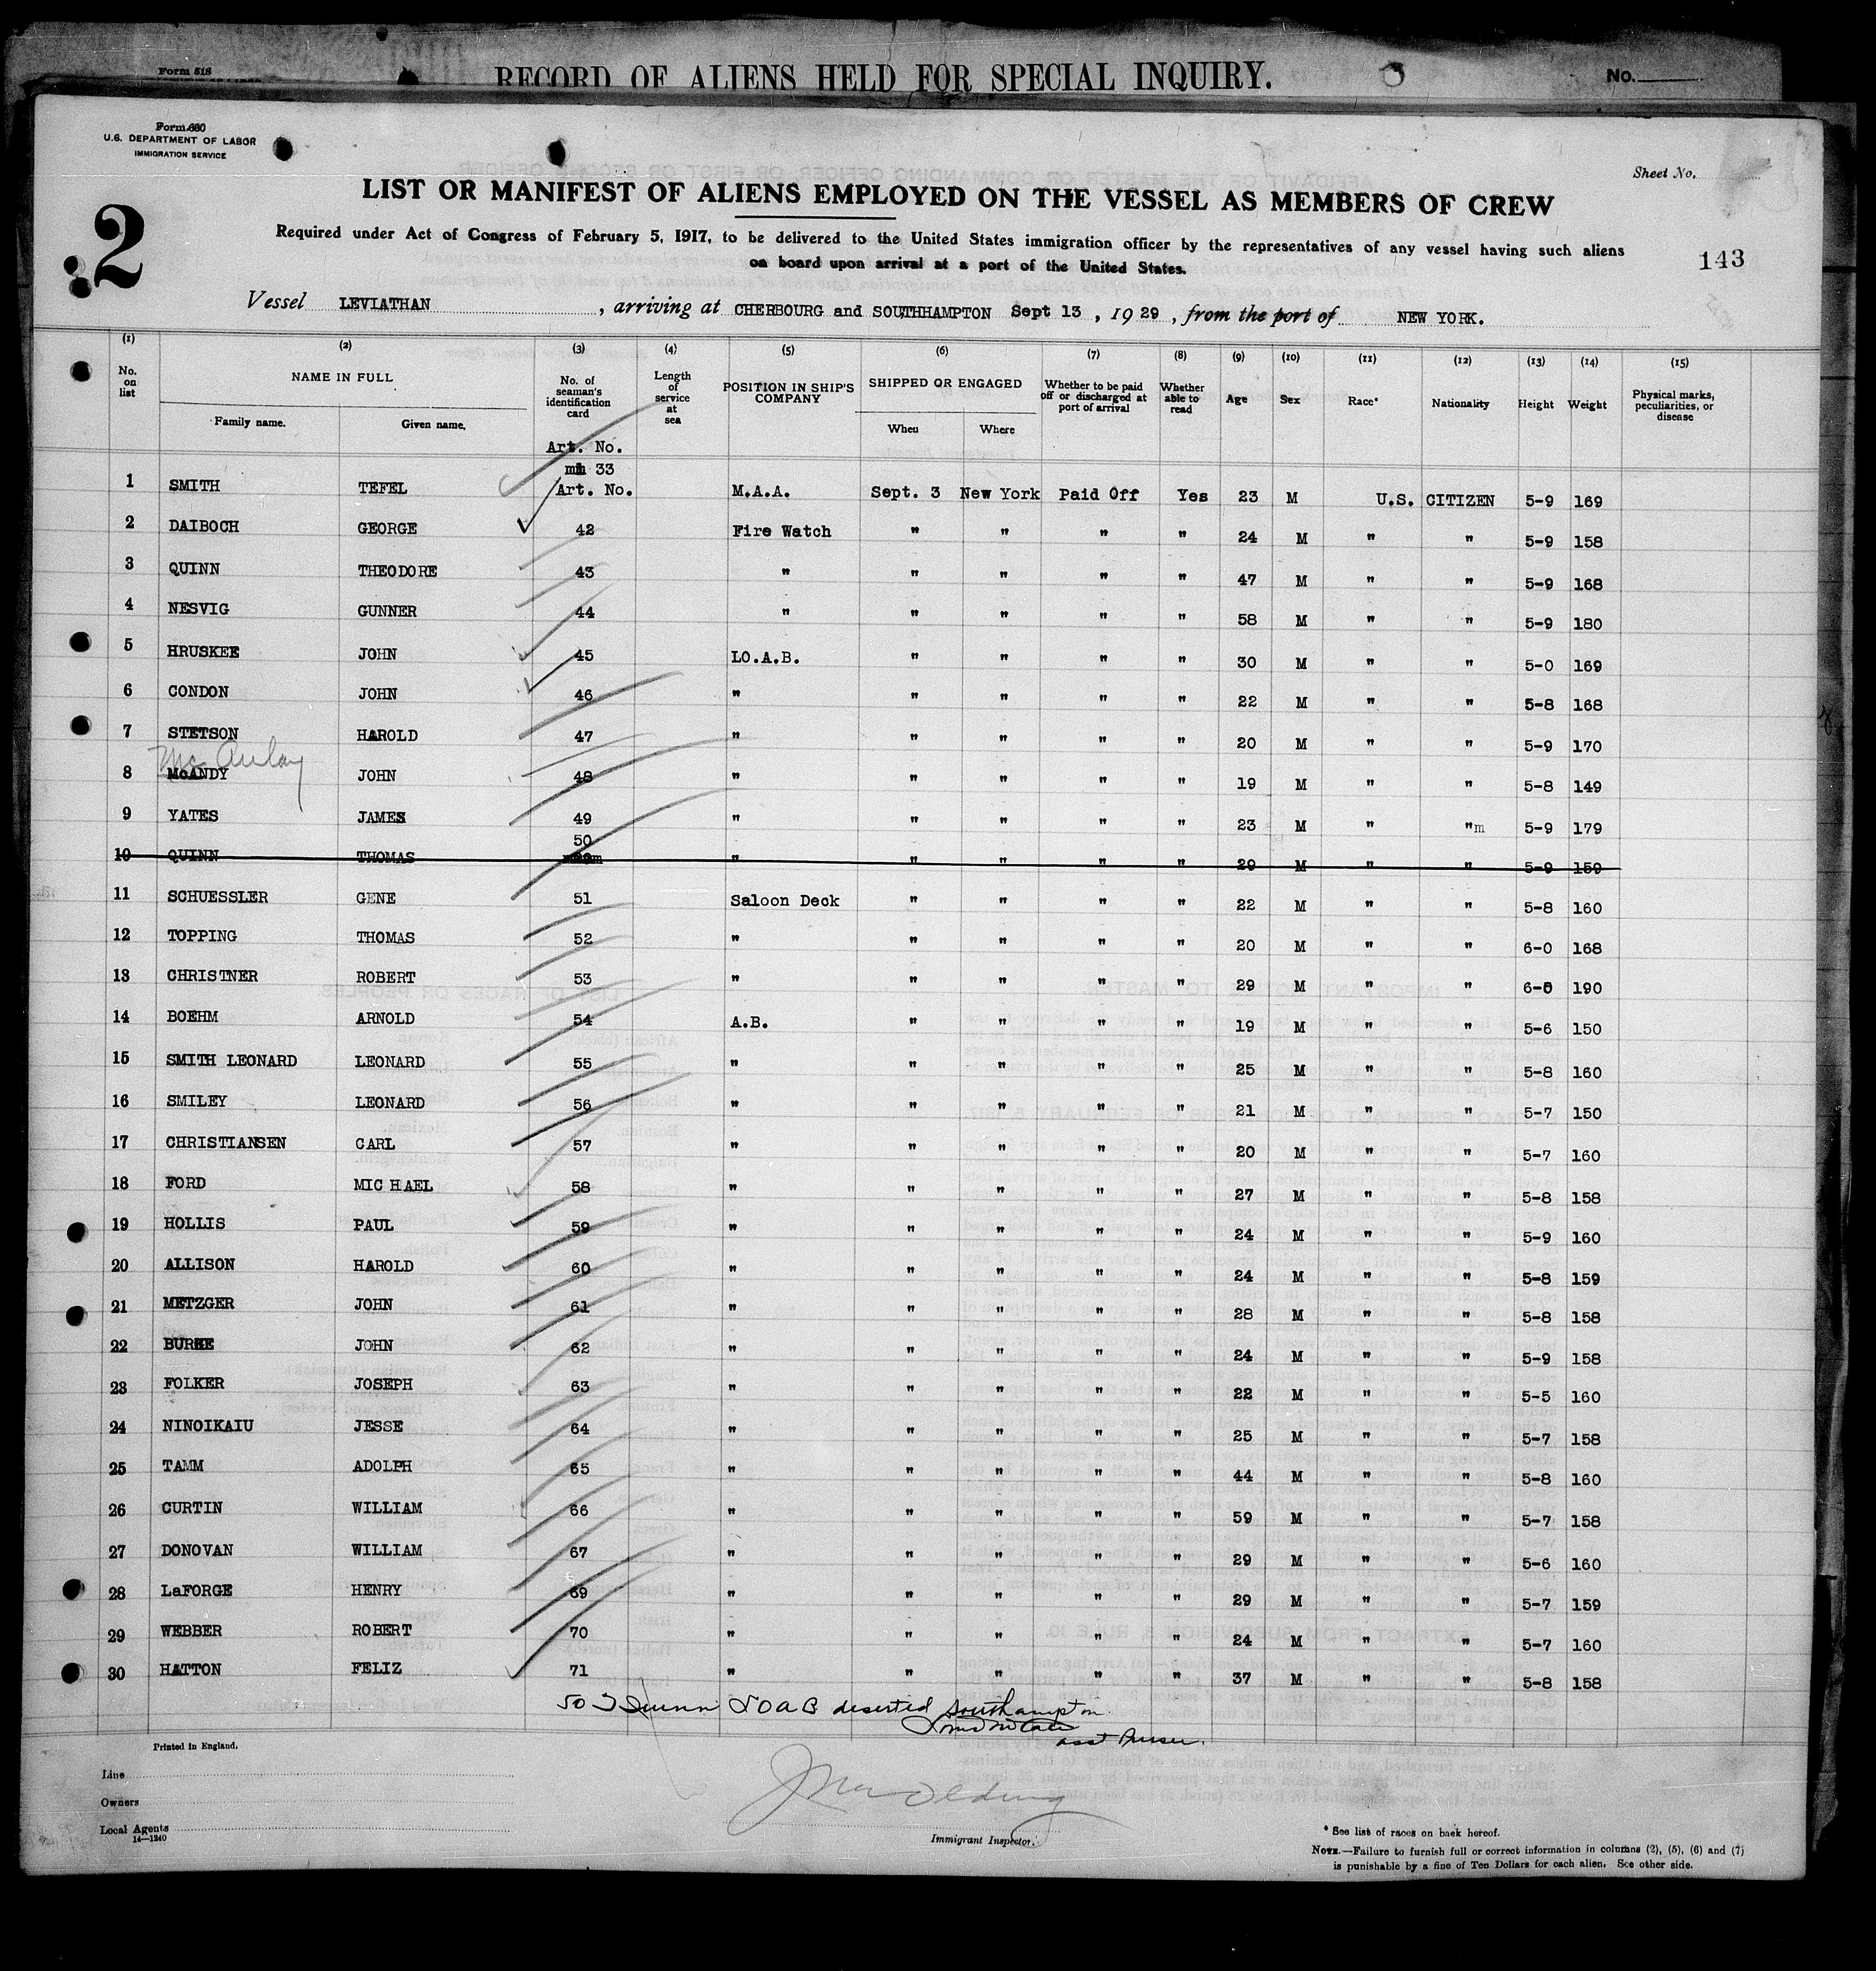 Form 518
RECORD OF ALIENS HELD FOR SPECIAL INQUIRY.
No.
Form 680
U.S. DEPARTMENT OF LABOR
IMMIGRATION SERVICE
Sheet No.
LIST OR MANIFEST OF ALIENS EMPLOYED ON THE VESSEL AS MEMBERS OF CREW
2
Required under Act of Congress of February 5, 1917, to be delivered to the United States immigration officer by the representatives of any vessel having such aliens
on board upon arrival at a port of the United States.
143
Vessel LEVIATHAN , arriving at CHERBOURG and SOUTHHAMPTON Sept 13 , 1929 , from the port of NEW YORK.
(1) (2) (3) (4) (5) (6) (7) (8) (9) (10) (11) (12) (13) (14) (15)
No. on list NAME IN FULL No. of seaman's identification card Length of service at sea POSITION IN SHIP'S COMPANY SHIPPED OR ENGAGED Whether to be paid off or discharged at port of arrival Whether able to read Age Sex Race* Nationality Height Weight Physical marks, peculiarities, or disease
Family name. Given name. When Where
Art. No.
33
1 SMITH TEFEL Art. No. M.A.A. Sept. 3 New York Paid Off Yes 23 M U.S. CITIZEN 5-9 169
2 DAIBOCH GEORGE 42 Fire Watch " " " " 24 M " " 5-9 158
3 QUINN THEODORE 43 " " " " " 47 M " " 5-9 168
4 NESVIG GUNNER 44 " " " " " 58 M " " 5-9 180
5 HRUSKEE JOHN 45 LO.A.B. " " " " 30 M " " 5-0 169
6 CONDON JOHN 46 " " " " " 22 M " " 5-8 168
7 STETSON HAROLD 47 " " " " " 20 M " " 5-9 170
Mc Aulay
8 McANDY JOHN 48 " " " " " 19 M " " 5-8 149
9 YATES JAMES 49 " " " " " 23 M " "m 5-9 179
10 QUINN THOMAS 50 " " " " " 29 M " " 5-9 159
11 SCHUESSLER GENE 51 Saloon Deck " " " " 22 M " " 5-8 160
12 TOPPING THOMAS 52 " " " " " 20 M " " 6-0 168
13 CHRISTNER ROBERT 53 " " " " " 29 M " " 6-0 190
14 BOEHM ARNOLD 54 A.B. " " " " 19 M " " 5-6 150
15 SMITH LEONARD LEONARD 55 " " " " " 25 M " " 5-8 160
16 SMILEY LEONARD 56 " " " " " 21 M " " 5-7 150
17 CHRISTIANSEN CARL 57 " " " " " 20 M " " 5-7 160
18 FORD MICHAEL 58 " " " " " 27 M " " 5-8 158
19 HOLLIS PAUL 59 " " " " " 24 M " " 5-9 160
20 ALLISON HAROLD 60 " " " " " 24 M " " 5-8 159
21 METZGER JOHN 61 " " " " " 28 M " " 5-8 158
22 BURKE JOHN 62 " " " " " 24 M " " 5-9 158
23 FOLKER JOSEPH 63 " " " " " 22 M " " 5-5 160
24 NINOIKAIU JESSE 64 " " " " " 25 M " " 5-7 158
25 TAMM ADOLPH 65 " " " " " 44 M " " 5-8 160
26 CURTIN WILLIAM 66 " " " " " 59 M " " 5-7 158
27 DONOVAN WILLIAM 67 " " " " " 29 M " " 5-6 160
28 LaFORGE HENRY 69 " " " " " 29 M " " 5-7 159
29 WEBBER ROBERT 70 " " " " " 24 M " " 5-7 160
30 HATTON FELIZ 71 " " " " " 37 M " " 5-8 158
50 T Quinn LOAB deserted Southampton
asst Purser.
Printed in England.
Line
Owners
Local Agents
14—1240
Immigrant Inspector.
* See list of races on back hereof.
NOTE.—Failure to furnish full or correct information in columns (2), (5), (6) and (7)
is punishable by a fine of Ten Dollars for each alien. See other side.